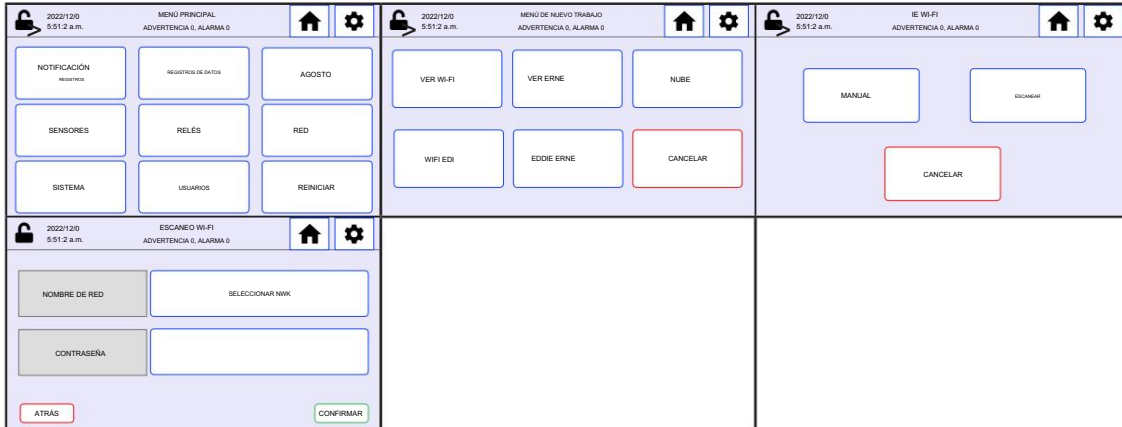 2022/12/0
5:51:2 a.m.
MENÚ PRINCIPAL
ADVERTENCIA 0, ALARMA 0
NOTIFICACIÓN
REGISTROS
REGISTROS DE DATOS
AGOSTO
SENSORES
RELÉS
RED
SISTEMA
USUARIOS
REINICIAR
2022/12/0
5:51:2 a.m.
MENÚ DE NUEVO TRABAJO
ADVERTENCIA 0, ALARMA 0
VER WI-FI
VER ERNE
NUBE
WIFI EDI
EDDIE ERNE
CANCELAR
2022/12/0
5:51:2 a.m.
IE WI-FI
ADVERTENCIA 0, ALARMA 0
MANUAL
ESCANEAR
CANCELAR
2022/12/0
5:51:2 a.m.
ESCANEO WI-FI
ADVERTENCIA 0, ALARMA 0
NOMBRE DE RED
SELECCIONAR NWK
CONTRASEÑA
ATRÁS
CONFIRMAR